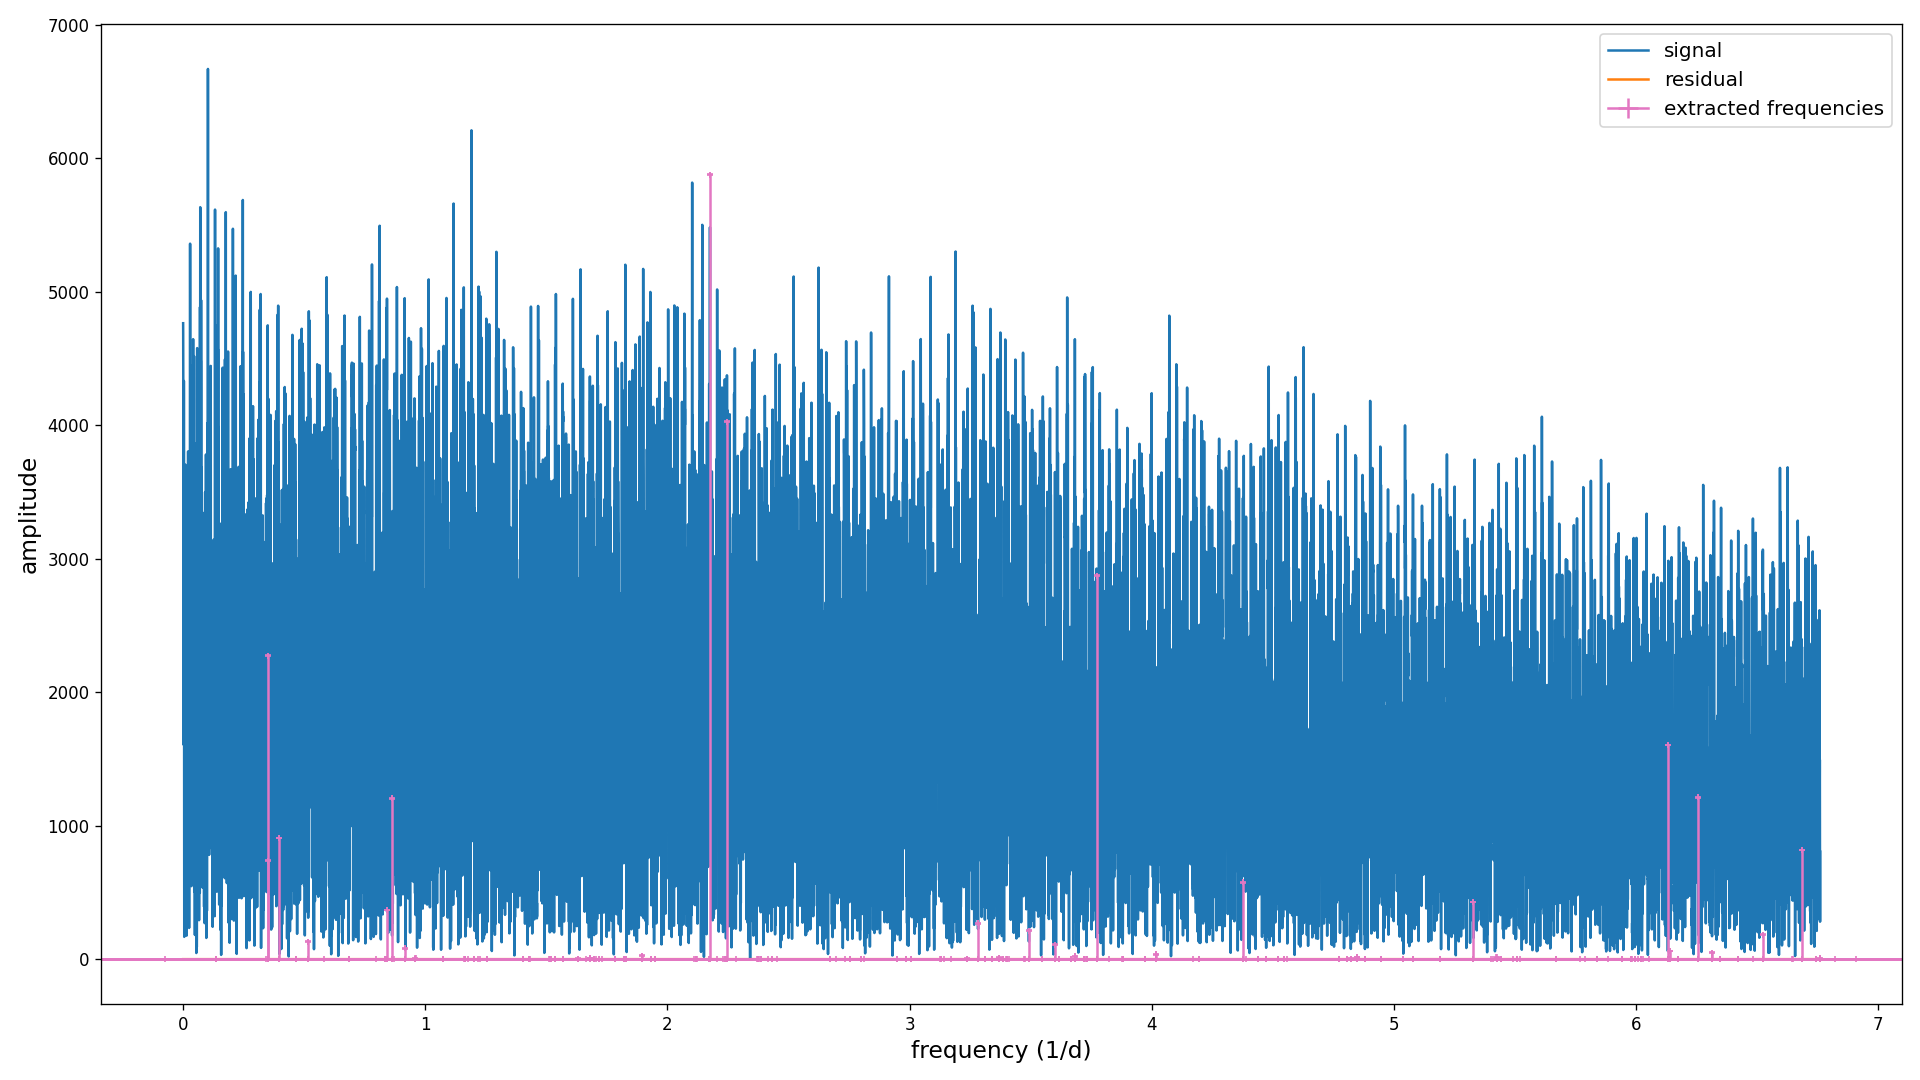 7000
6000
5000
4000
3000
2000
1000
0
amplitude
0 1 2 3 4 5 6 7
frequency (1/d)
signal
residual
extracted frequencies